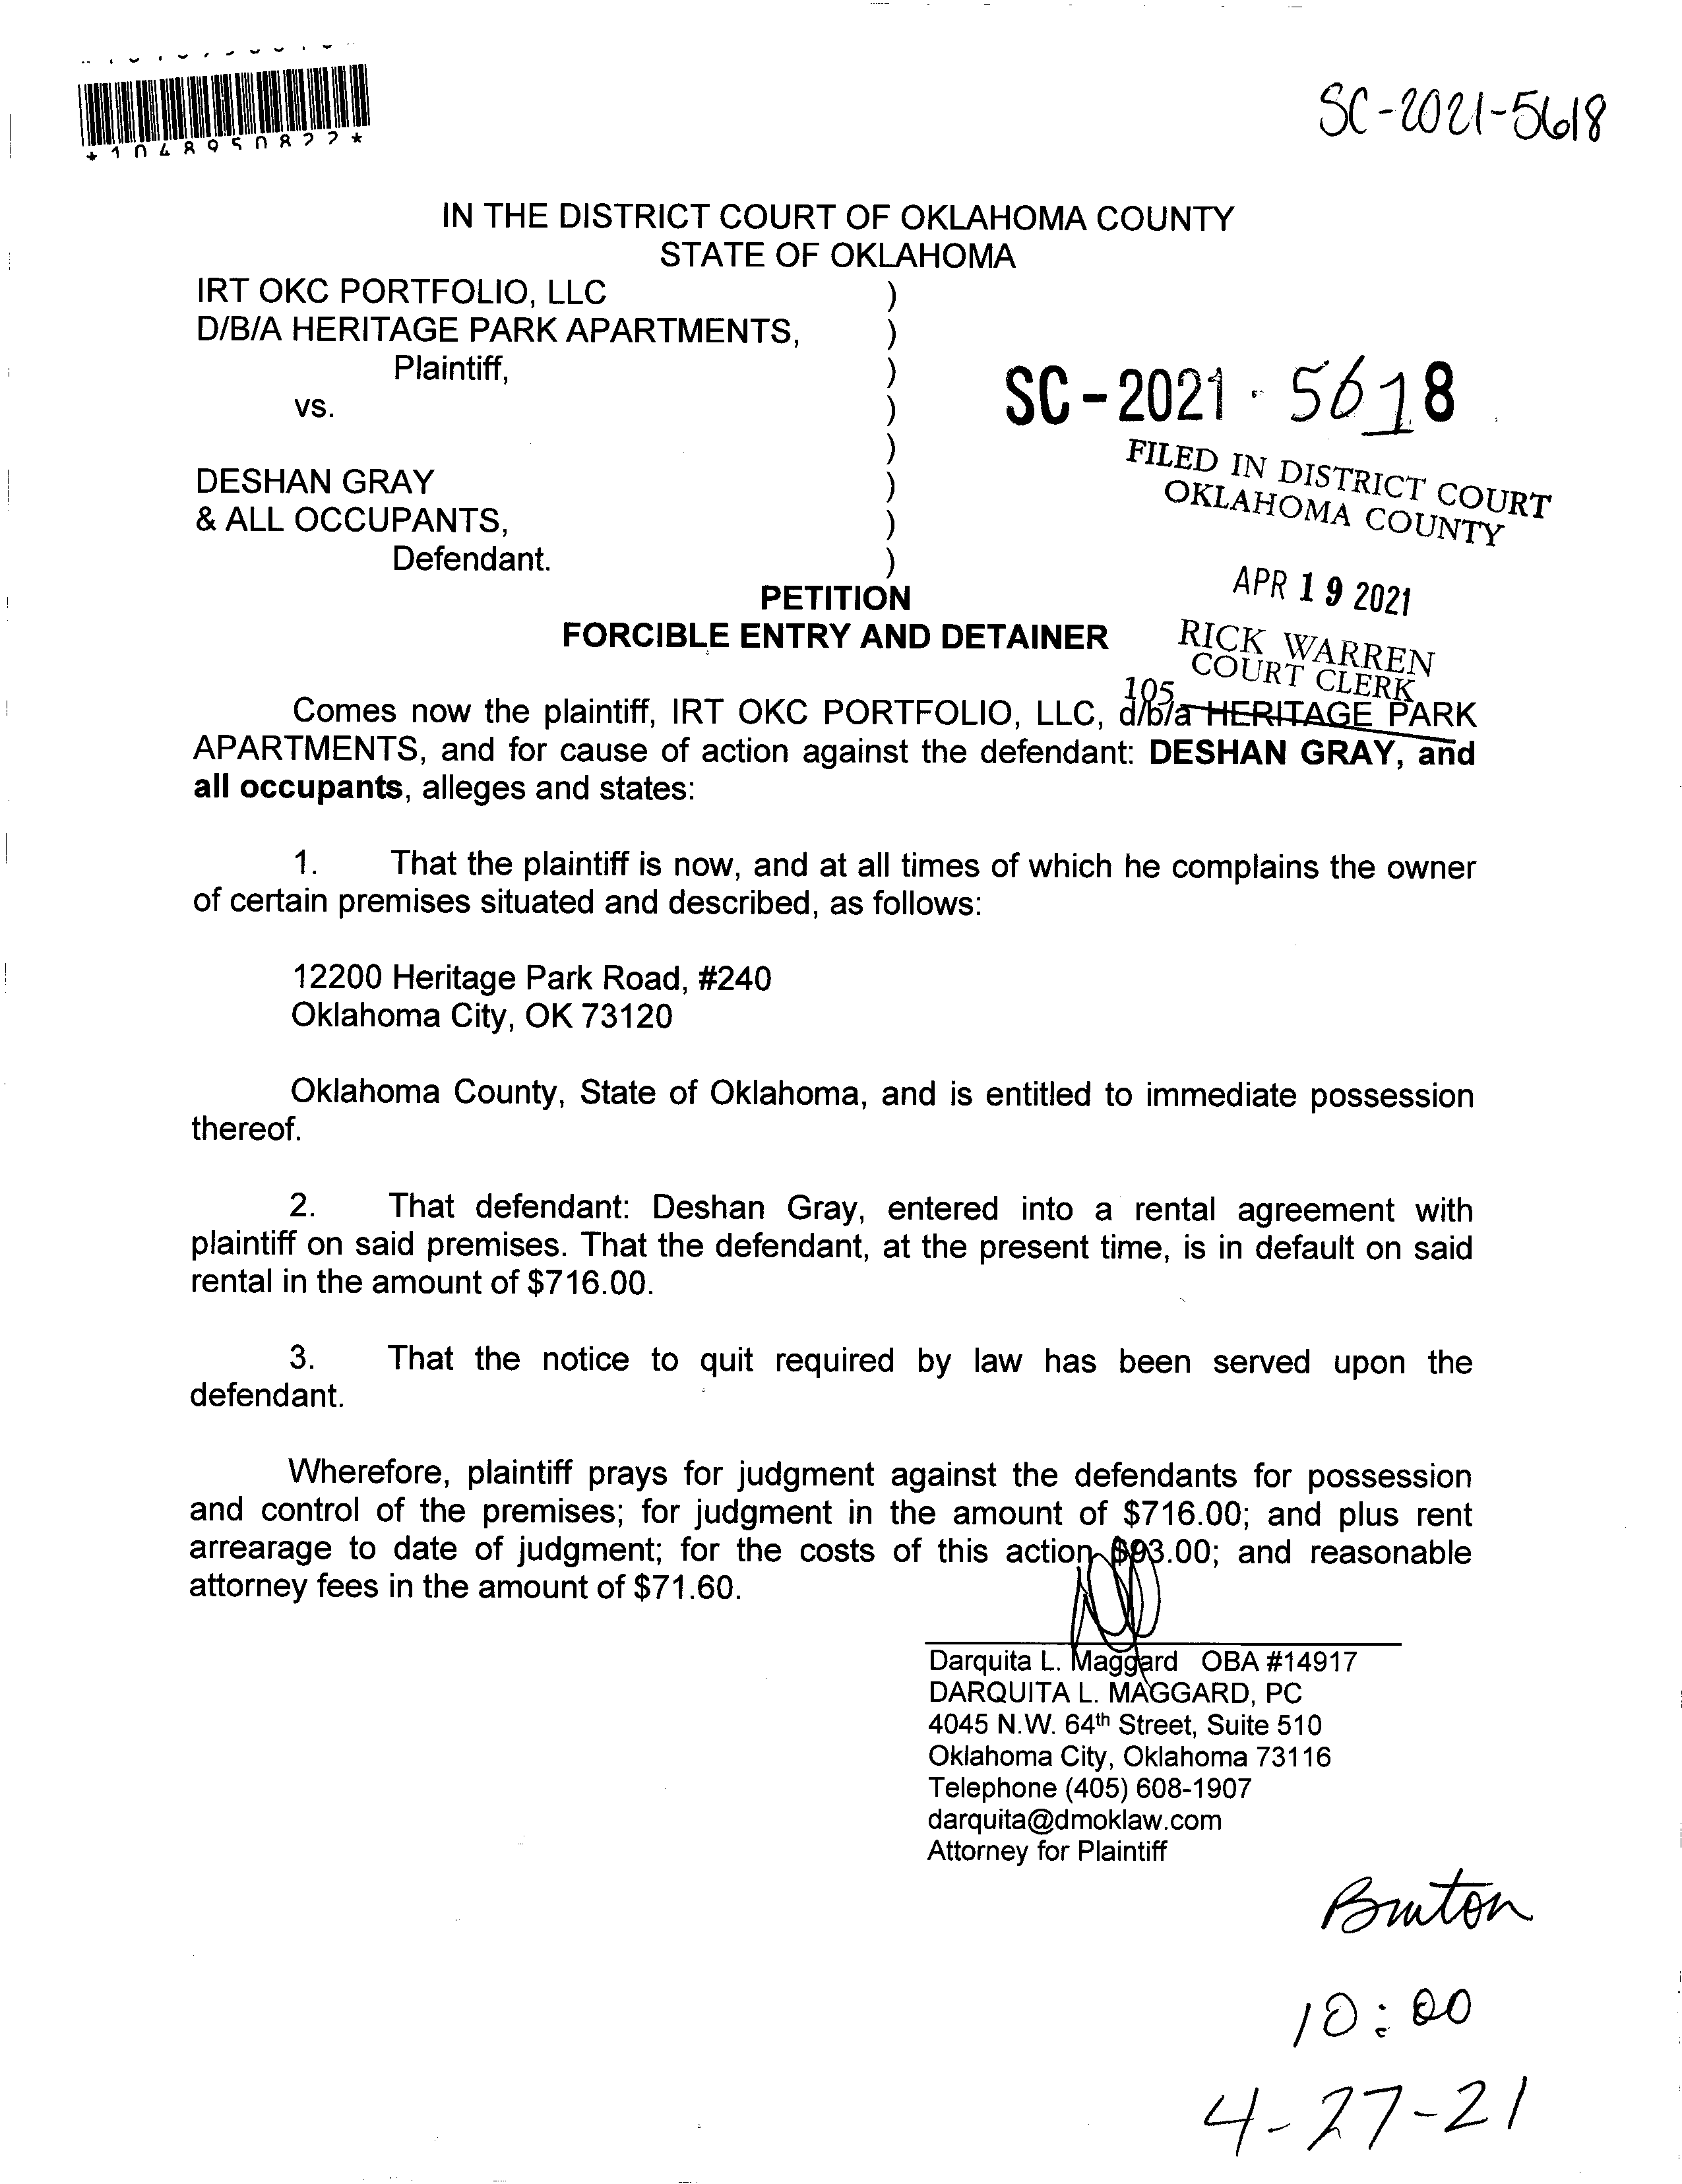 SC-2021-5618
*1048950822*
IN THE DISTRICT COURT OF OKLAHOMA COUNTY
STATE OF OKLAHOMA
IRT OKC PORTFOLIO, LLC )
D/B/A HERITAGE PARK APARTMENTS, )
Plaintiff, )
vs. )
)
SC-2021-5618
DESHAN GRAY )
& ALL OCCUPANTS, )
Defendant. )
FILED IN DISTRICT COURT
OKLAHOMA COUNTY
APR 19 2021
RICK WARREN
COURT CLERK
105
PETITION
FORCIBLE ENTRY AND DETAINER
Comes now the plaintiff, IRT OKC PORTFOLIO, LLC, d/b/a HERITAGE PARK
APARTMENTS, and for cause of action against the defendant: DESHAN GRAY, and
all occupants, alleges and states:
1. That the plaintiff is now, and at all times of which he complains the owner
of certain premises situated and described, as follows:
12200 Heritage Park Road, #240
Oklahoma City, OK 73120
Oklahoma County, State of Oklahoma, and is entitled to immediate possession
thereof.
2. That defendant: Deshan Gray, entered into a rental agreement with
plaintiff on said premises. That the defendant, at the present time, is in default on said
rental in the amount of $716.00.
3. That the notice to quit required by law has been served upon the
defendant.
Wherefore, plaintiff prays for judgment against the defendants for possession
and control of the premises; for judgment in the amount of $716.00; and plus rent
arrearage to date of judgment; for the costs of this action $93.00; and reasonable
attorney fees in the amount of $71.60.
Darquita L. Maggard OBA #14917
DARQUITA L. MAGGARD, PC
4045 N.W. 64th Street, Suite 510
Oklahoma City, Oklahoma 73116
Telephone (405) 608-1907
darquita@dmoklaw.com
Attorney for Plaintiff
10:00
4-27-21